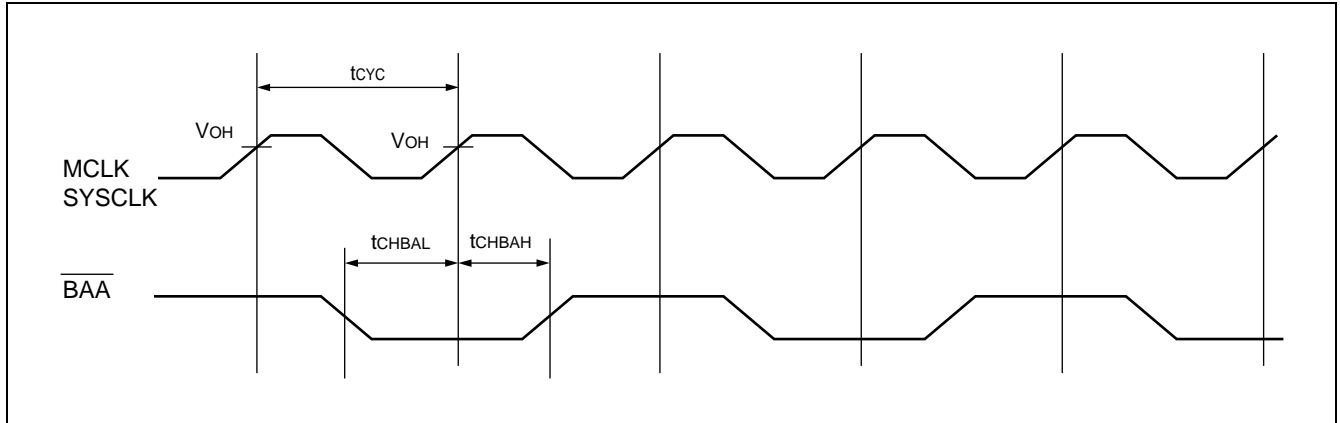 tCYC
VOH
VOH
MCLK
SYSCLK
tCHBAL
tCHBAH
BAA